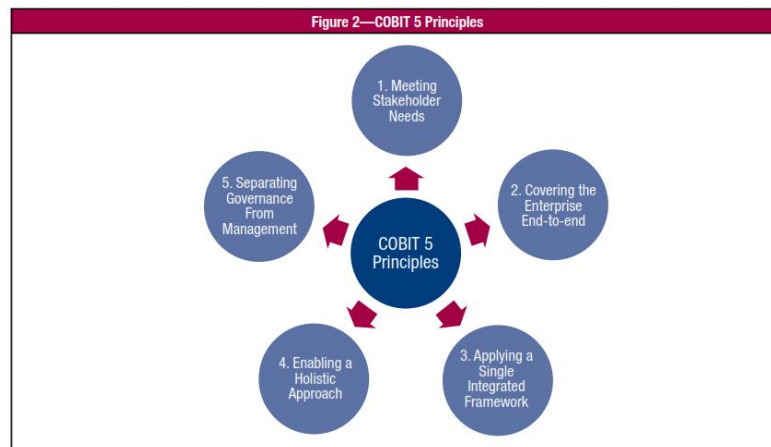 Figure 2—COBIT 5 Principles
1. Meeting
Stakeholder
Needs
5. Separating
Governance
From
Management
2. Covering the
Enterprise
End-to-end
COBIT 5
Principles
4. Enabling a
Holistic
Approach
3. Applying a
Single
Integrated
Framework